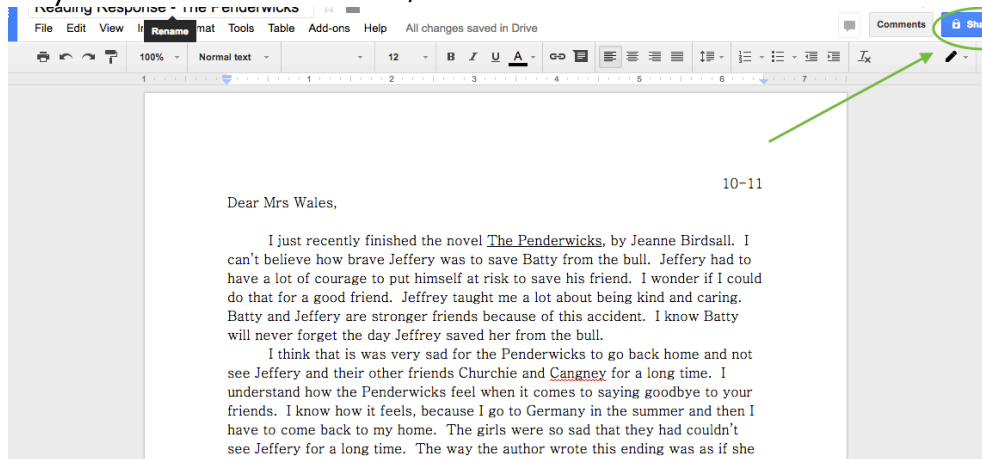 Reading Response - The Penderwicks
File Edit View mat Tools Table Add-ons Help All changes saved in Drive Comments Sha
Rename
100% Normal text 12 B I U A
1 1 2 3 4 5 6 7
10-11
Dear Mrs Wales,
I just recently finished the novel The Penderwicks, by Jeanne Birdsall. I
can't believe how brave Jeffery was to save Batty from the bull. Jeffery had to
have a lot of courage to put himself at risk to save his friend. I wonder if I could
do that for a good friend. Jeffrey taught me a lot about being kind and caring.
Batty and Jeffery are stronger friends because of this accident. I know Batty
will never forget the day Jeffrey saved her from the bull.
I think that is was very sad for the Penderwicks to go back home and not
see Jeffery and their other friends Churchie and Cangney for a long time. I
understand how the Penderwicks feel when it comes to saying goodbye to your
friends. I know how it feels, because I go to Germany in the summer and then I
have to come back to my home. The girls were so sad that they had couldn't
see Jeffery for a long time. The way the author wrote this ending was as if she